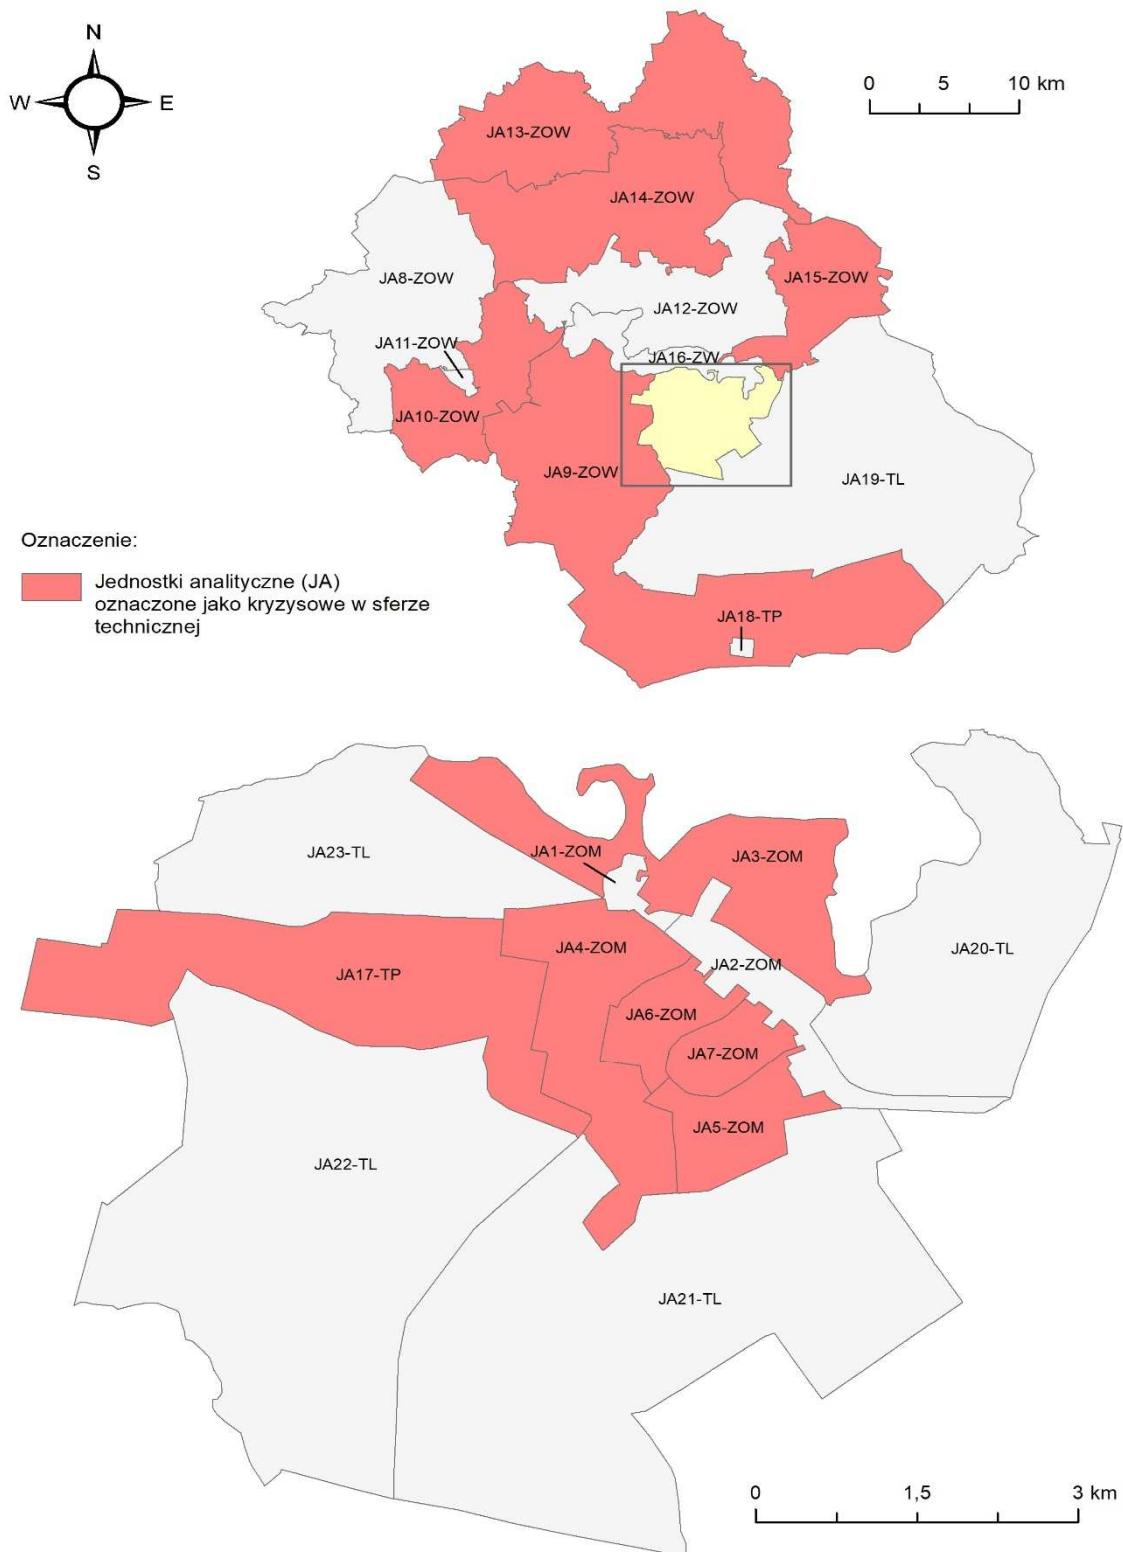 N
W
E
S
0 5 10 km
JA13-ZOW
JA14-ZOW
JA8-ZOW
JA15-ZOW
JA12-ZOW
JA11-ZOW
JA16-ZW
JA10-ZOW
JA9-ZOW
JA19-TL
Oznaczenie:
Jednostki analityczne (JA)
oznaczone jako kryzysowe w sferze
technicznej
JA18-TP
JA23-TL
JA1-ZOM
JA3-ZOM
JA4-ZOM
JA20-TL
JA2-ZOM
JA17-TP
JA6-ZOM
JA7-ZOM
JA5-ZOM
JA22-TL
JA21-TL
0 1,5 3 km